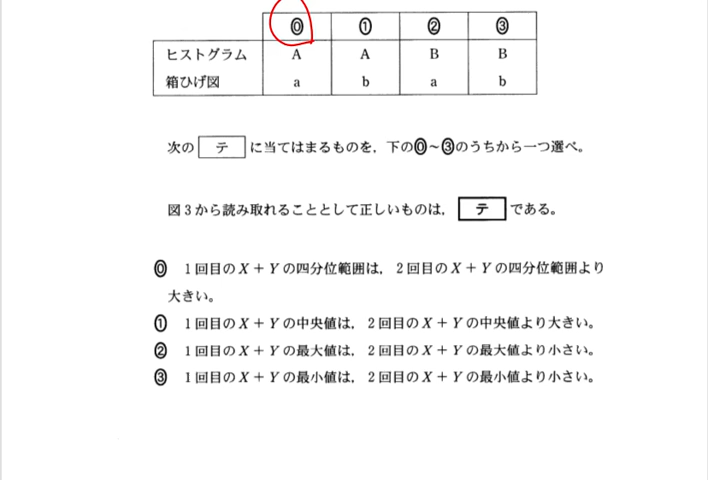 ⓪ ① ② ③
ヒストグラム A A B B
箱ひげ図 a b a b
次の テ に当てはまるものを，下の⓪～③のうちから一つ選べ。
図3から読み取れることとして正しいものは， テ である。
⓪ 1回目のX＋Yの四分位範囲は，2回目のX＋Yの四分位範囲より
大きい。
① 1回目のX＋Yの中央値は，2回目のX＋Yの中央値より大きい。
② 1回目のX＋Yの最大値は，2回目のX＋Yの最大値より小さい。
③ 1回目のX＋Yの最小値は，2回目のX＋Yの最小値より小さい。